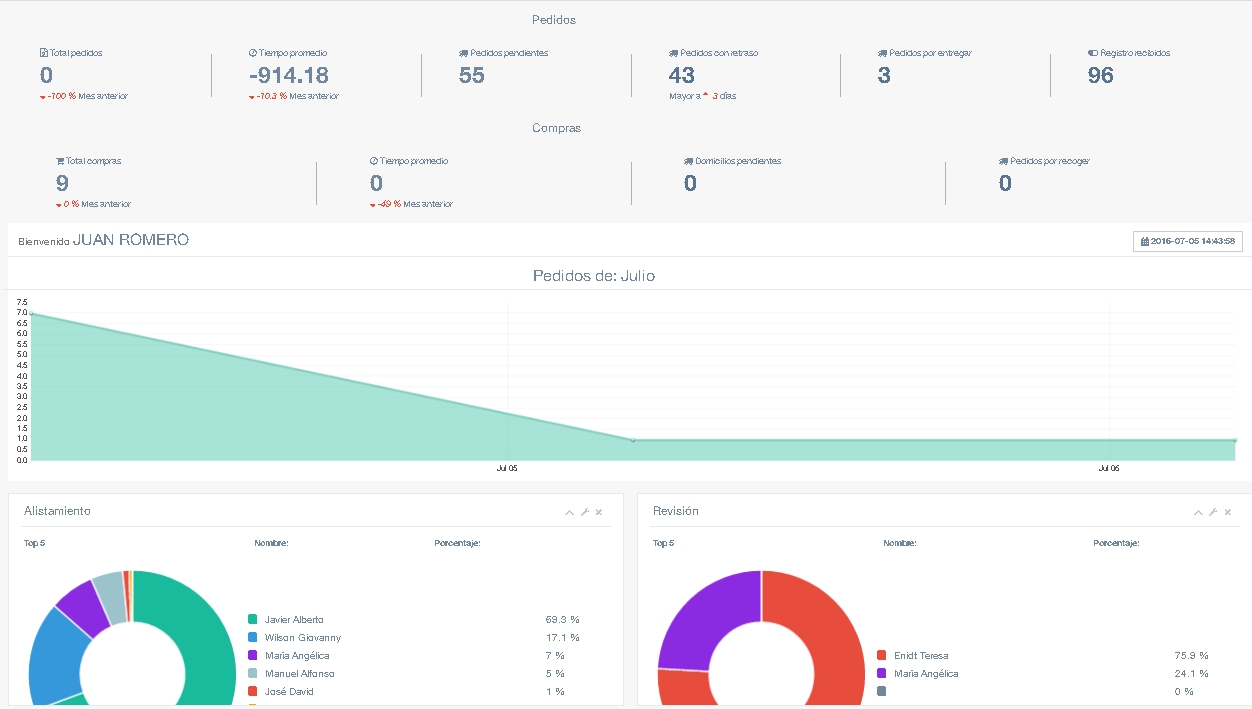 Pedidos
Total pedidos
0
-100 % Mes anterior
Tiempo promedio
-914.18
-10.3 % Mes anterior
Pedidos pendientes
55
Pedidos con retraso
43
Mayor a 3 días
Pedidos por entregar
3
Registro recibidos
96
Compras
Total compras
9
0 % Mes anterior
Tiempo promedio
0
-49 % Mes anterior
Domicilios pendientes
0
Pedidos por recoger
0
Bienvenido JUAN ROMERO
2016-07-05 14:43:58
Pedidos de: Julio
7.5
7.0
6.5
6.0
5.5
5.0
4.5
4.0
3.5
3.0
2.5
2.0
1.5
1.0
0.5
0.0
Jul 05
Jul 06
Alistamiento
Top 5 Nombre: Porcentaje:
Javier Alberto 69.3 %
Wilson Giovanny 17.1 %
Maria Angélica 7 %
Manuel Alfonso 5 %
José David 1 %
Revisión
Top 5 Nombre: Porcentaje:
Enidt Teresa 75.9 %
Maria Angélica 24.1 %
0 %